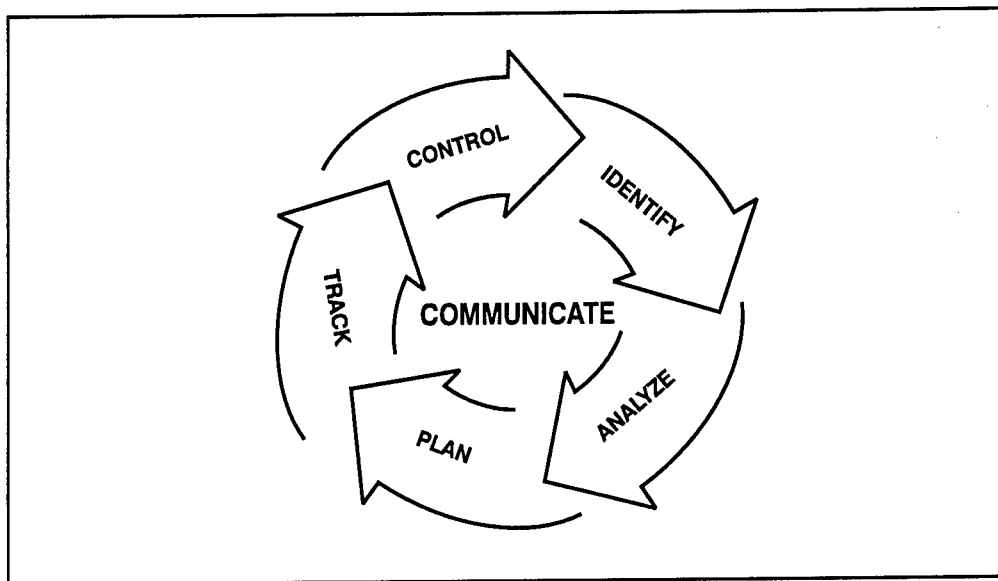 CONTROL
IDENTIFY
TRACK
COMMUNICATE
ANALYZE
PLAN